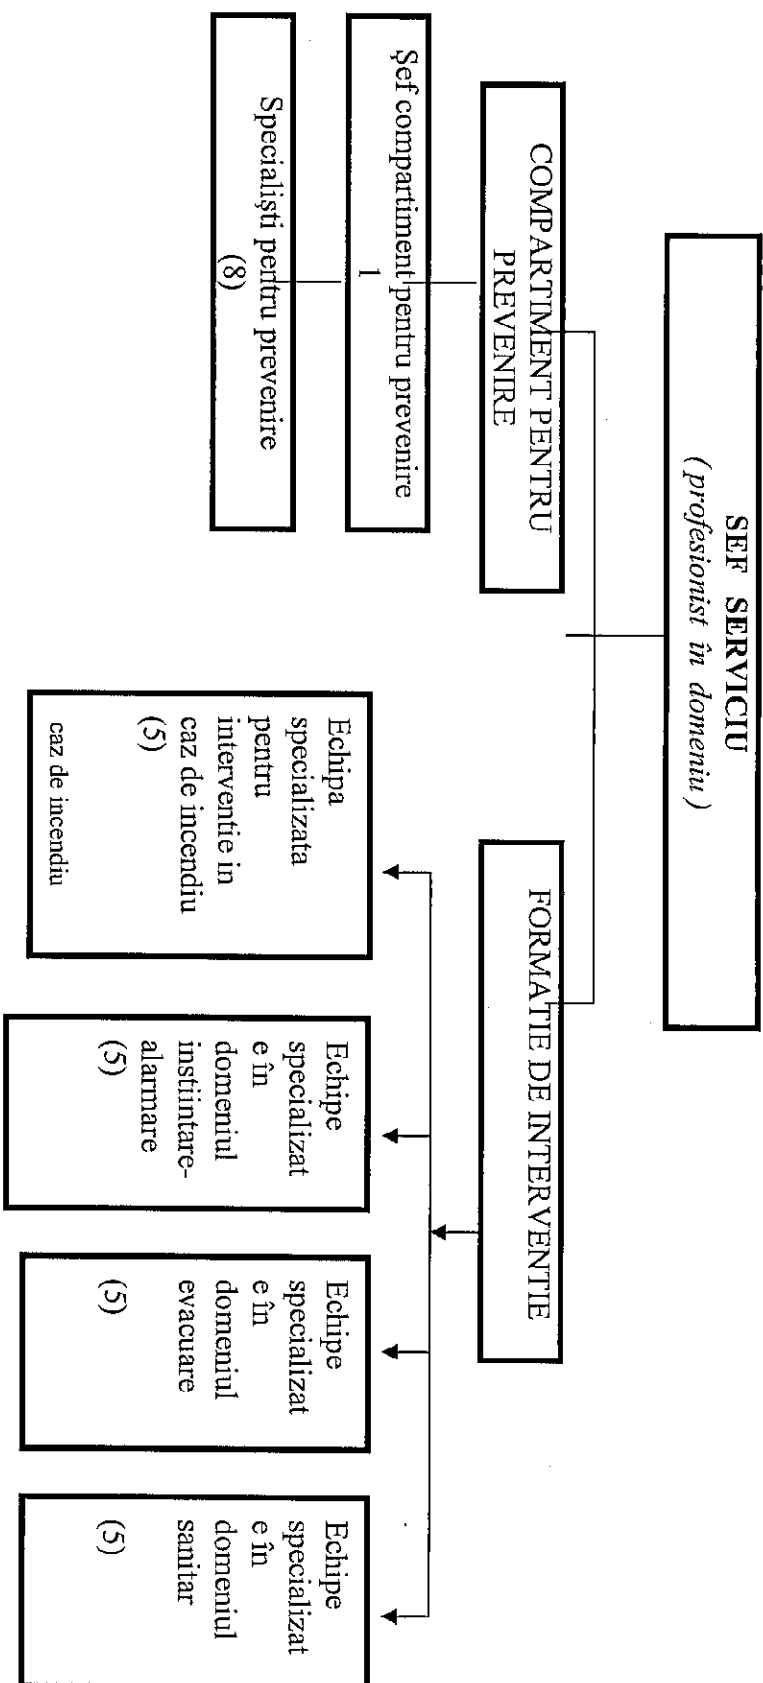 SEF SERVICIU
(profesionist în domeniu)
COMPARTIMENT PENTRU
PREVENIRE
Şef compartiment pentru prevenire
1
Specialişti pentru prevenire
(8)
FORMATIE DE INTERVENTIE
Echipa
specializata
pentru
interventie in
caz de incendiu
(5)
caz de incendiu
Echipe
specializat
e în
domeniul
instiintare-
alarmare
(5)
Echipe
specializat
e în
domeniul
evacuare
(5)
Echipe
specializat
e în
domeniul
sanitar
(5)